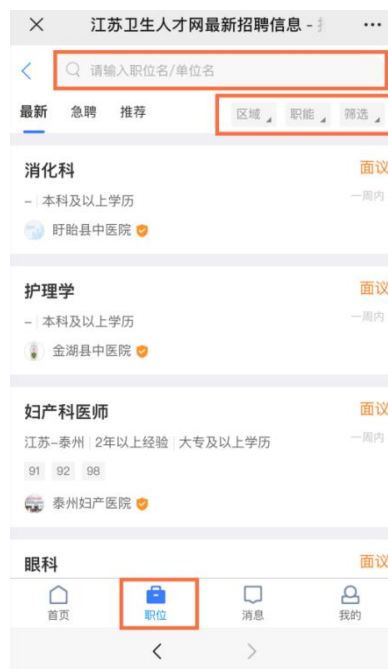 江苏卫生人才网最新招聘信息 -
请输入职位名/单位名
最新 急聘 推荐 区域 职能 筛选
消化科 面议
- 本科及以上学历 一周内
盱眙县中医院
护理学 面议
- 本科及以上学历 一周内
金湖县中医院
妇产科医师 面议
江苏-泰州 2年以上经验 大专及以上学历 一周内
91 92 98
泰州妇产医院
眼科 面议
首页 职位 消息 我的